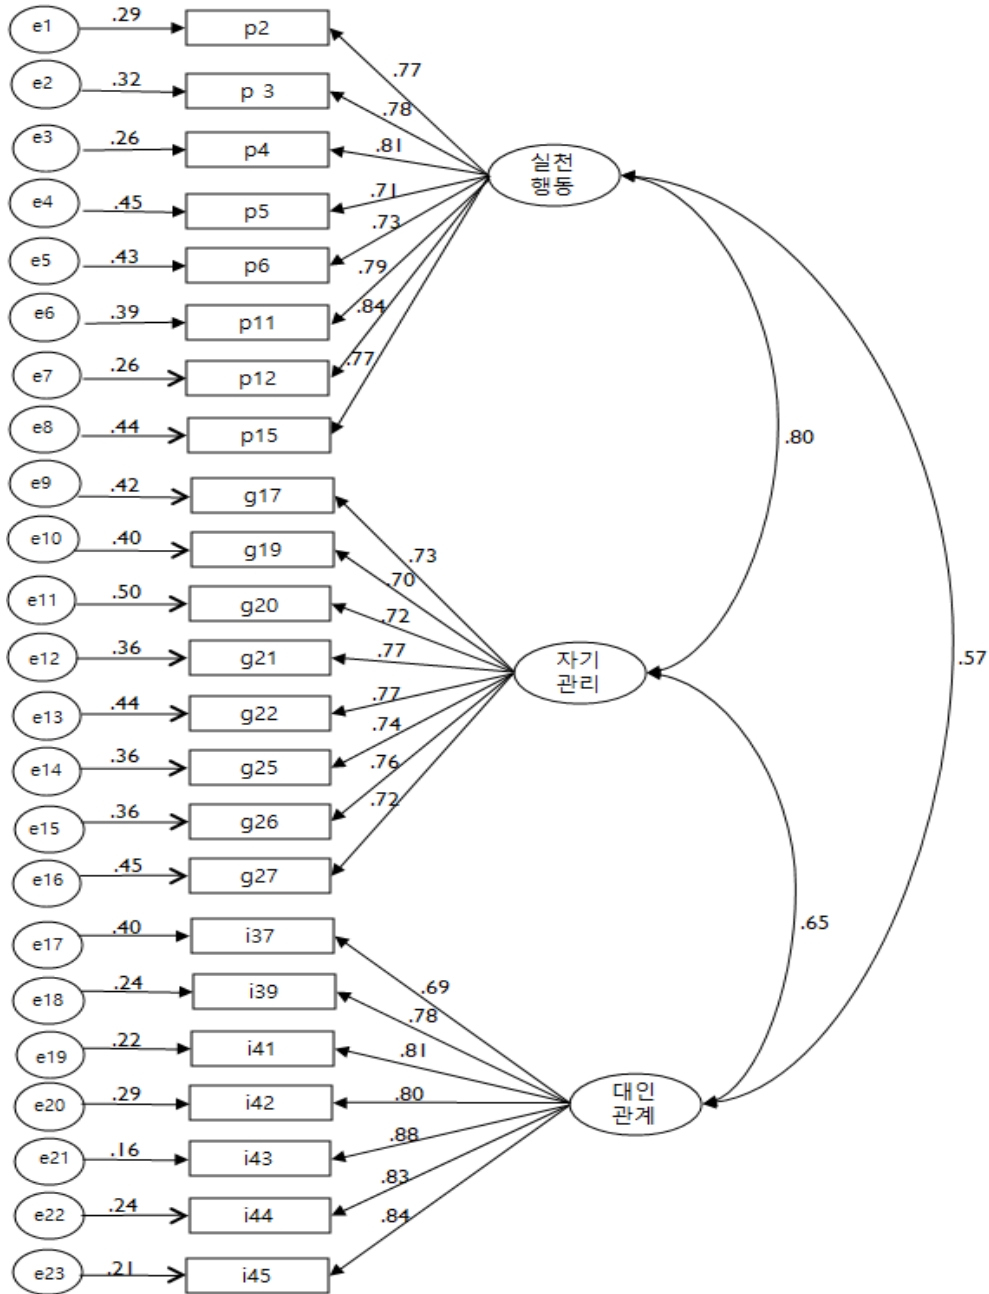 e1 .29 p2
.77
e2 .32 p 3
.78
e3 .26 p4
.81
실천
행동
e4 .45 p5
.71
.73
e5 .43 p6
.79
e6 .39 p11
.84
e7 .26 p12
.77
e8 .44 p15
.80
e9 .42 g17
e10 .40 g19
.73
.70
e11 .50 g20
.72
e12 .36 g21
.77
자기
관리
.57
e13 .44 g22
.77
.74
e14 .36 g25
.76
.72
e15 .36 g26
e16 .45 g27
.65
e17 .40 i37
e18 .24 i39
.69
.78
e19 .22 i41
.81
e20 .29 i42
.80
대인
관계
e21 .16 i43
.88
.83
e22 .24 i44
.84
e23 .21 i45